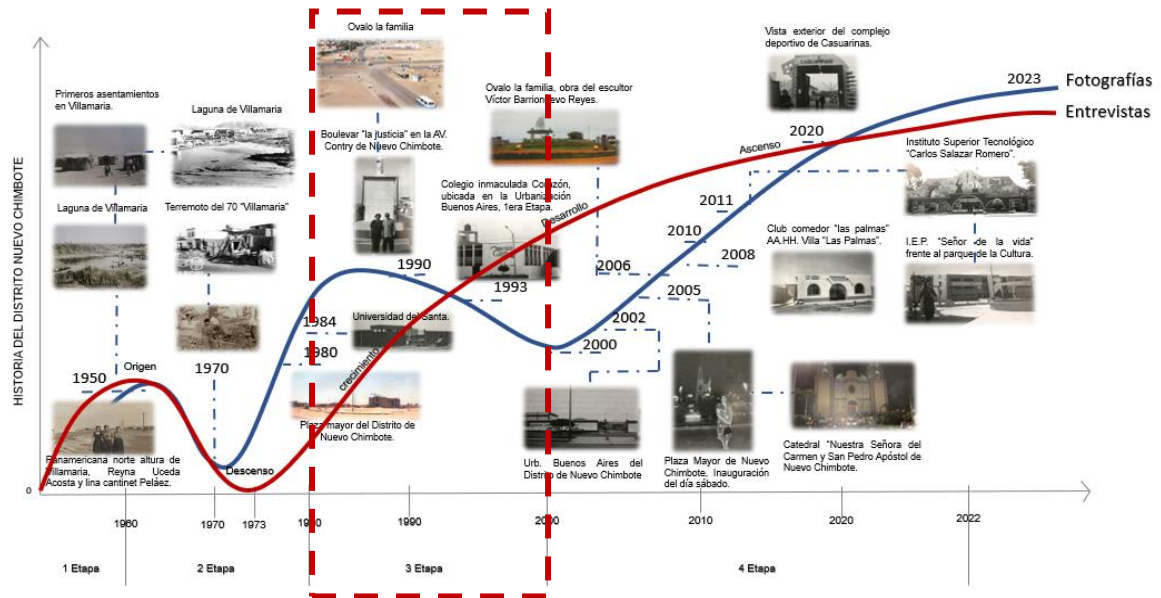 HISTORIA DEL DISTRITO NUEVO CHIMBOTE
0
Primeros asentamientos
en Villamaria.
Laguna de Villamaria
Laguna de Villamaria
Terremoto del 70 "Villamaria"
1950
Origen
1970
Descenso
Panamericana norte altura de
Villamaria, Reyna Uceda
Acosta y lina cantinet Peláez.
Ovalo la familia
Boulevar "la justicia" en la AV.
Contry de Nuevo Chimbote.
Colegio inmaculada Corazón,
ubicada en la Urbanización
Buenos Aires, 1era Etapa.
1990
1993
1984
Universidad del Santa.
1980
crecimiento
Plaza mayor del Distrito de
Nuevo Chimbote.
Ovalo la familia, obra del escultor
Víctor Barrionuevo Reyes.
Desarrollo
Ascenso
2006
2005
2002
2000
2008
2010
2011
2020
2023
Urb. Buenos Aires del
Distrito de Nuevo Chimbote
Plaza Mayor de Nuevo
Chimbote, Inauguración
del día sábado.
Catedral "Nuestra Señora del
Carmen y San Pedro Apóstol de
Nuevo Chimbote.
Vista exterior del complejo
deportivo de Casuarinas.
CASUARINAS
Club comedor "las palmas"
AA.HH. Villa "Las Palmas".
Instituto Superior Tecnológico
"Carlos Salazar Romero".
I.E.P. "Señor de la vida"
frente al parque de la Cultura.
Fotografías
Entrevistas
1960
1970
1973
1980
1990
2000
2010
2020
2022
1 Etapa
2 Etapa
3 Etapa
4 Etapa